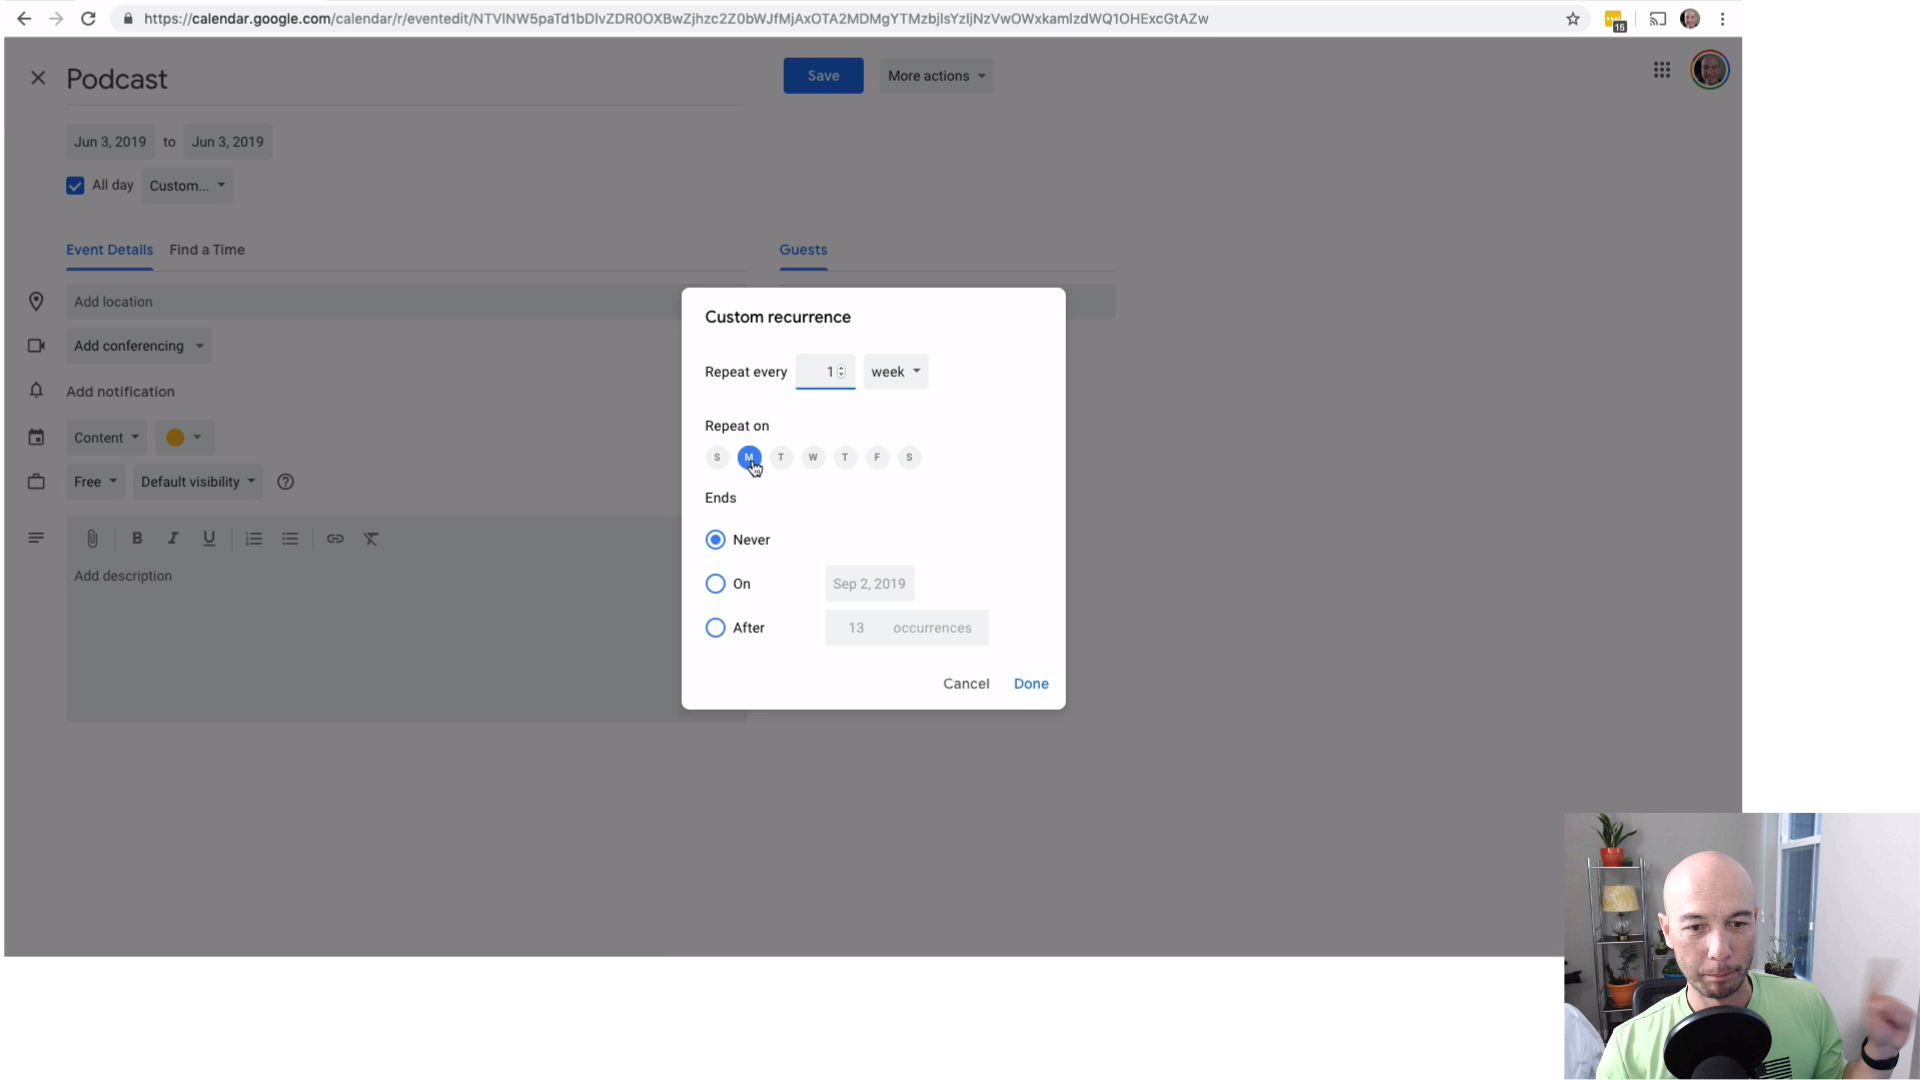 https://calendar.google.com/calendar/r/eventedit/NTVlNW5paTd1bDlvZDR0OXBwZjhzc2Z0bWJfMjAxOTA2MDMgYTMzbjlsYzljNzVwOWxkamlzdWQ1OHExcGtAZw
15
Podcast
Save
More actions
Jun 3, 2019 to Jun 3, 2019
All day
Custom...
Event Details
Find a Time
Guests
Add location
Add conferencing
Add notification
Content
Free
Default visibility
B I U
Add description
Custom recurrence
Repeat every 1 week
Repeat on
S M T W T F S
Ends
Never
On Sep 2, 2019
After 13 occurrences
Cancel Done